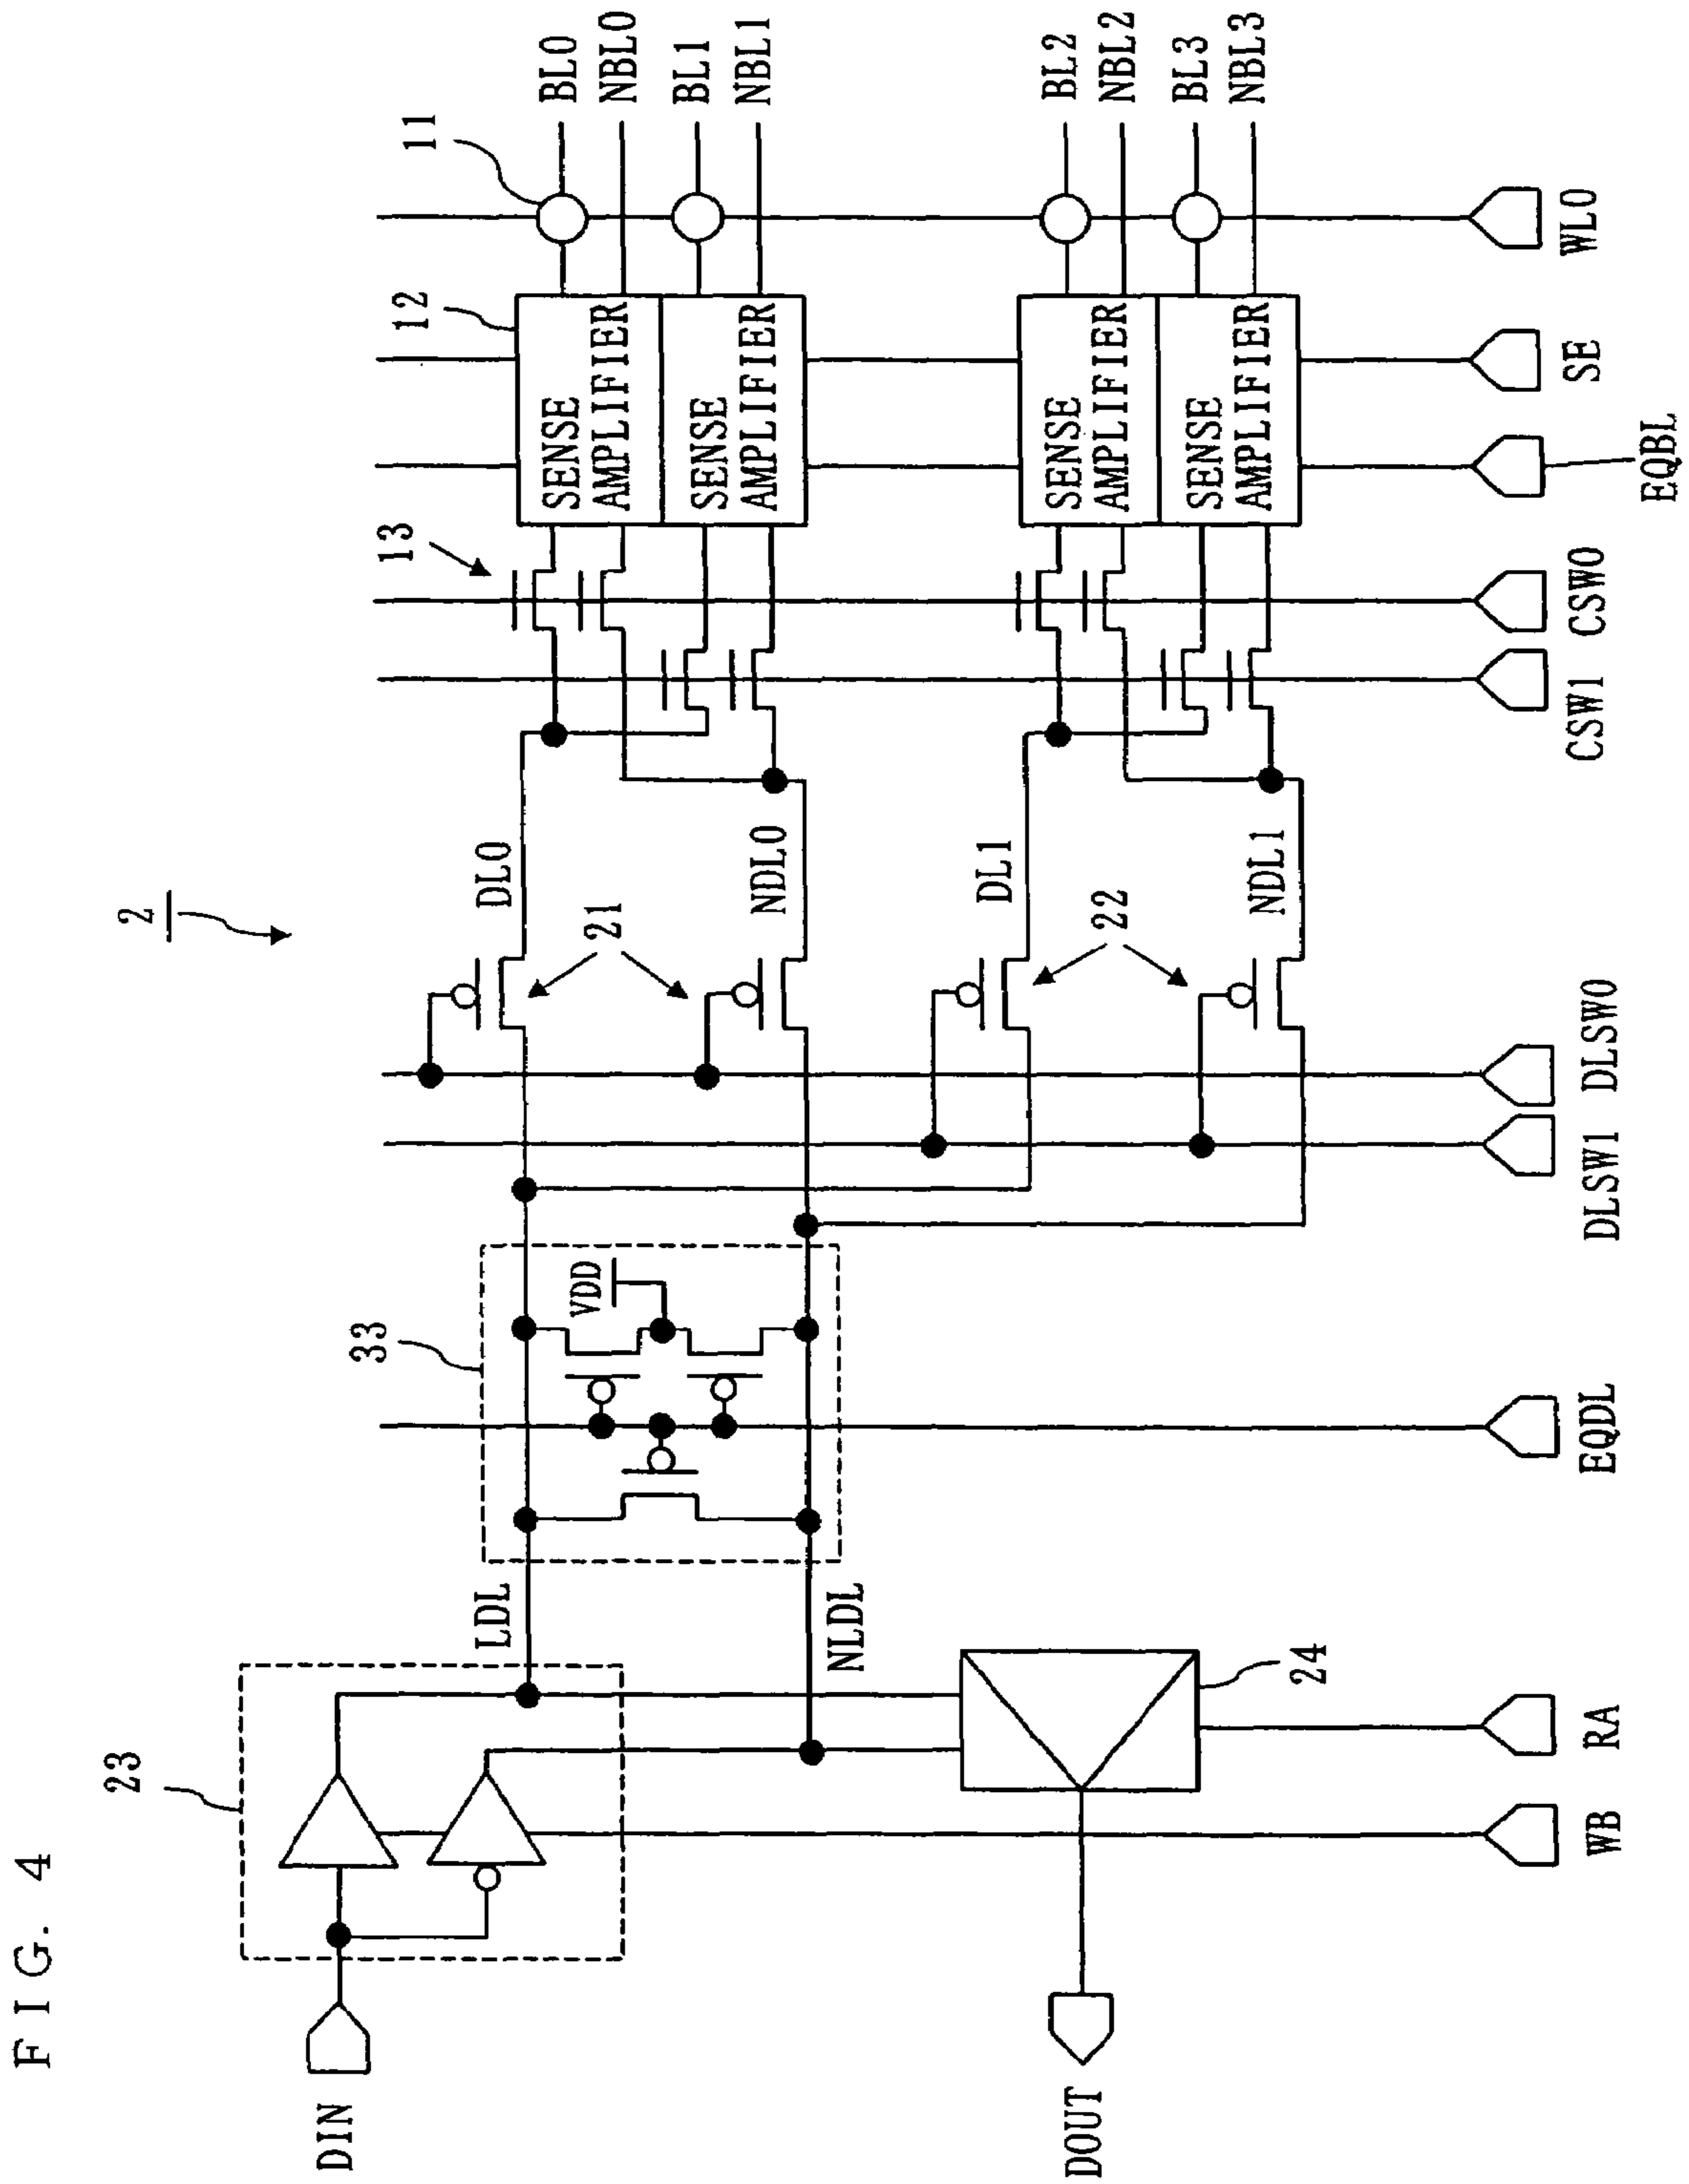 FIG. 4
2
23
33
13
12
11
DIN
LDL
NLDL
VDD
21
22
DL0
NDL0
DL1
NDL1
SENSE
AMPLIFIER
SENSE
AMPLIFIER
SENSE
AMPLIFIER
SENSE
AMPLIFIER
BL0
NBL0
BL1
NBL1
BL2
NBL2
BL3
NBL3
24
DOUT
WB
RA
EQDL
DLSW1
DLSW0
CSW1
CSW0
EQBL
SE
WL0